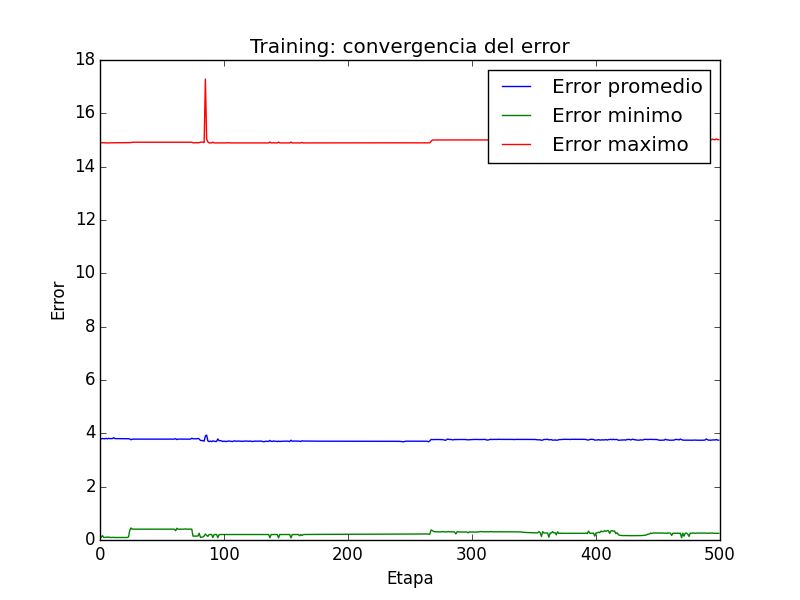 Training: convergencia del error
Error promedio
Error minimo
Error maximo
18
16
14
12
10
8
6
4
2
0
Error
0 100 200 300 400 500
Etapa